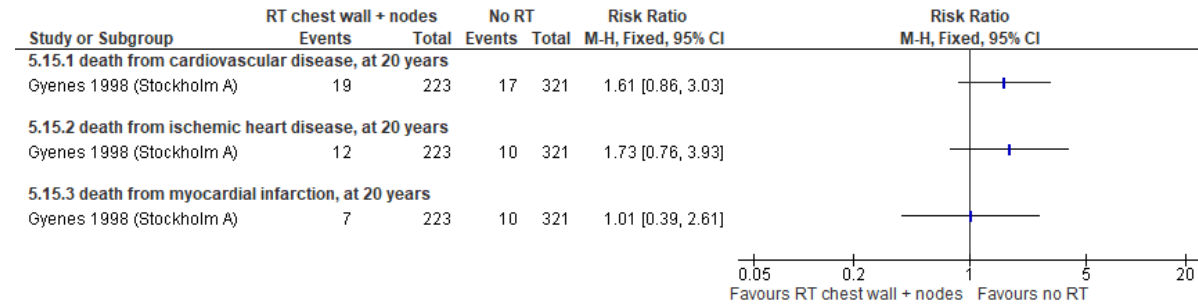 RT chest wall + nodes No RT Risk Ratio Risk Ratio
Study or Subgroup Events Total Events Total M-H, Fixed, 95% CI M-H, Fixed, 95% CI
5.15.1 death from cardiovascular disease, at 20 years
Gyenes 1998 (Stockholm A) 19 223 17 321 1.61 [0.86, 3.03]
5.15.2 death from ischemic heart disease, at 20 years
Gyenes 1998 (Stockholm A) 12 223 10 321 1.73 [0.76, 3.93]
5.15.3 death from myocardial infarction, at 20 years
Gyenes 1998 (Stockholm A) 7 223 10 321 1.01 [0.39, 2.61]
0.05 0.2 1 5 20
Favours RT chest wall + nodes Favours no RT